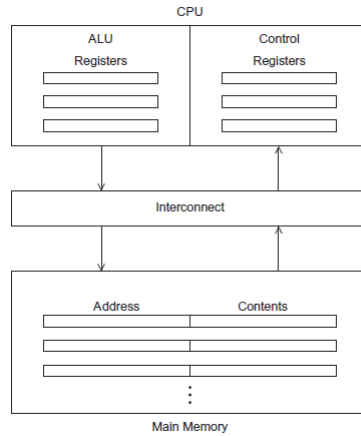 CPU
ALU Control
Registers Registers
Interconnect
Address Contents
Main Memory